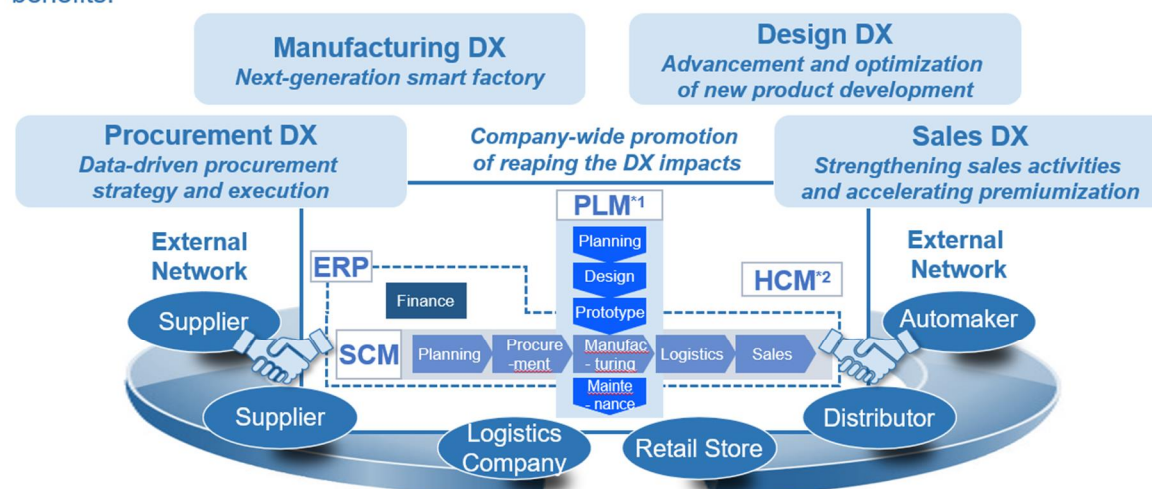 benefits.
Manufacturing DX
Next-generation smart factory
Design DX
Advancement and optimization
of new product development
Procurement DX
Data-driven procurement
strategy and execution
Company-wide promotion
of reaping the DX impacts
Sales DX
Strengthening sales activities
and accelerating premiumization
External
Network
ERP
Finance
PLM*1
Planning
Design
Prototype
HCM*2
External
Network
Supplier
Automaker
SCM
Planning
Procure
-ment
Manufac
- turing
Logistics
Sales
Mainte
- nance
Supplier
Logistics
Company
Retail Store
Distributor